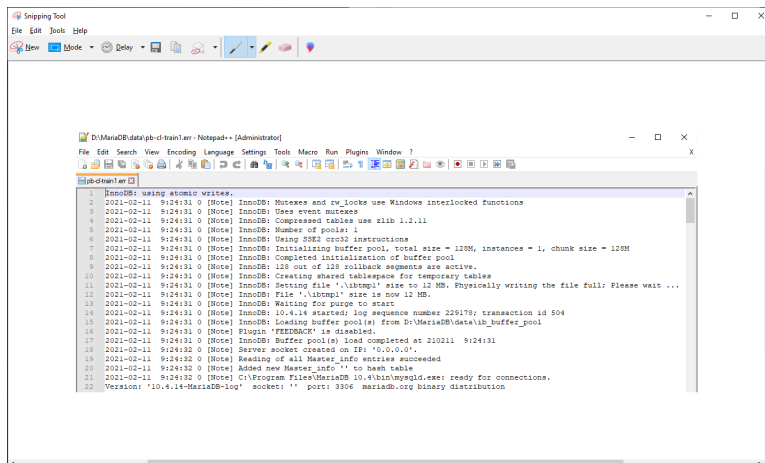 Snipping Tool
File Edit Tools Help
New Mode Delay
D:\MariaDB\data\pb-cl-train1.err - Notepad++ [Administrator]
File Edit Search View Encoding Language Settings Tools Macro Run Plugins Window ? X
pb-cl-train1.err
1 InnoDB: using atomic writes.
2 2021-02-11 9:24:31 0 [Note] InnoDB: Mutexes and rw_locks use Windows interlocked functions
3 2021-02-11 9:24:31 0 [Note] InnoDB: Uses event mutexes
4 2021-02-11 9:24:31 0 [Note] InnoDB: Compressed tables use zlib 1.2.11
5 2021-02-11 9:24:31 0 [Note] InnoDB: Number of pools: 1
6 2021-02-11 9:24:31 0 [Note] InnoDB: Using SSE2 crc32 instructions
7 2021-02-11 9:24:31 0 [Note] InnoDB: Initializing buffer pool, total size = 128M, instances = 1, chunk size = 128M
8 2021-02-11 9:24:31 0 [Note] InnoDB: Completed initialization of buffer pool
9 2021-02-11 9:24:31 0 [Note] InnoDB: 128 out of 128 rollback segments are active.
10 2021-02-11 9:24:31 0 [Note] InnoDB: Creating shared tablespace for temporary tables
11 2021-02-11 9:24:31 0 [Note] InnoDB: Setting file '.\ibtmp1' size to 12 MB. Physically writing the file full; Please wait ...
12 2021-02-11 9:24:31 0 [Note] InnoDB: File '.\ibtmp1' size is now 12 MB.
13 2021-02-11 9:24:31 0 [Note] InnoDB: Waiting for purge to start
14 2021-02-11 9:24:31 0 [Note] InnoDB: 10.4.14 started; log sequence number 229178; transaction id 504
15 2021-02-11 9:24:31 0 [Note] InnoDB: Loading buffer pool(s) from D:\MariaDB\data\ib_buffer_pool
16 2021-02-11 9:24:31 0 [Note] Plugin 'FEEDBACK' is disabled.
17 2021-02-11 9:24:31 0 [Note] InnoDB: Buffer pool(s) load completed at 210211 9:24:31
18 2021-02-11 9:24:32 0 [Note] Server socket created on IP: '0.0.0.0'.
19 2021-02-11 9:24:32 0 [Note] Reading of all Master_info entries succeeded
20 2021-02-11 9:24:32 0 [Note] Added new Master_info '' to hash table
21 2021-02-11 9:24:32 0 [Note] C:\Program Files\MariaDB 10.4\bin\mysqld.exe: ready for connections.
22 Version: '10.4.14-MariaDB-log' socket: '' port: 3306 mariadb.org binary distribution